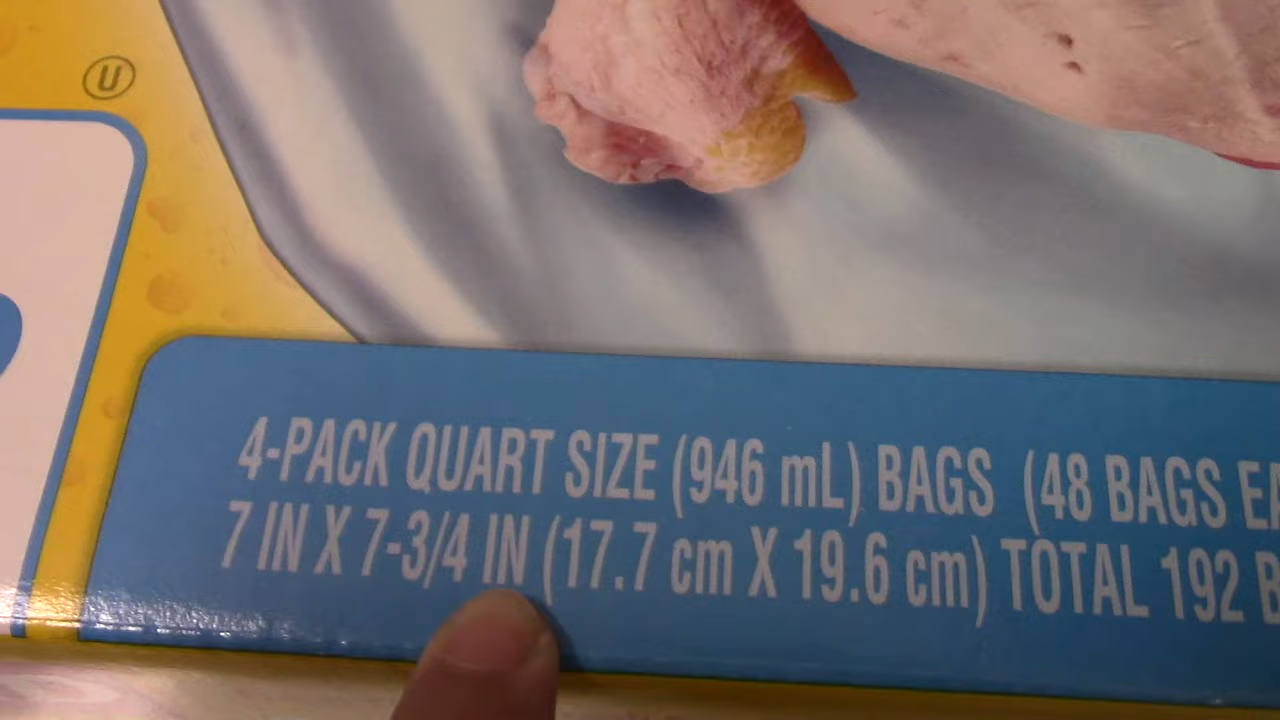 U
4-PACK QUART SIZE (946 mL) BAGS (48 BAGS
7 IN X 7-3/4 IN (17.7 cm X 19.6 cm) TOTAL 192